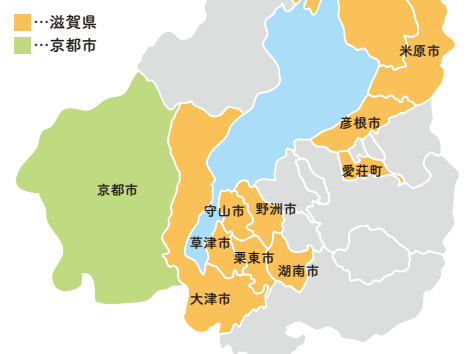 …滋賀県
…京都市
米原市
彦根市
愛荘町
京都市
守山市
野洲市
草津市
栗東市
湖南市
大津市